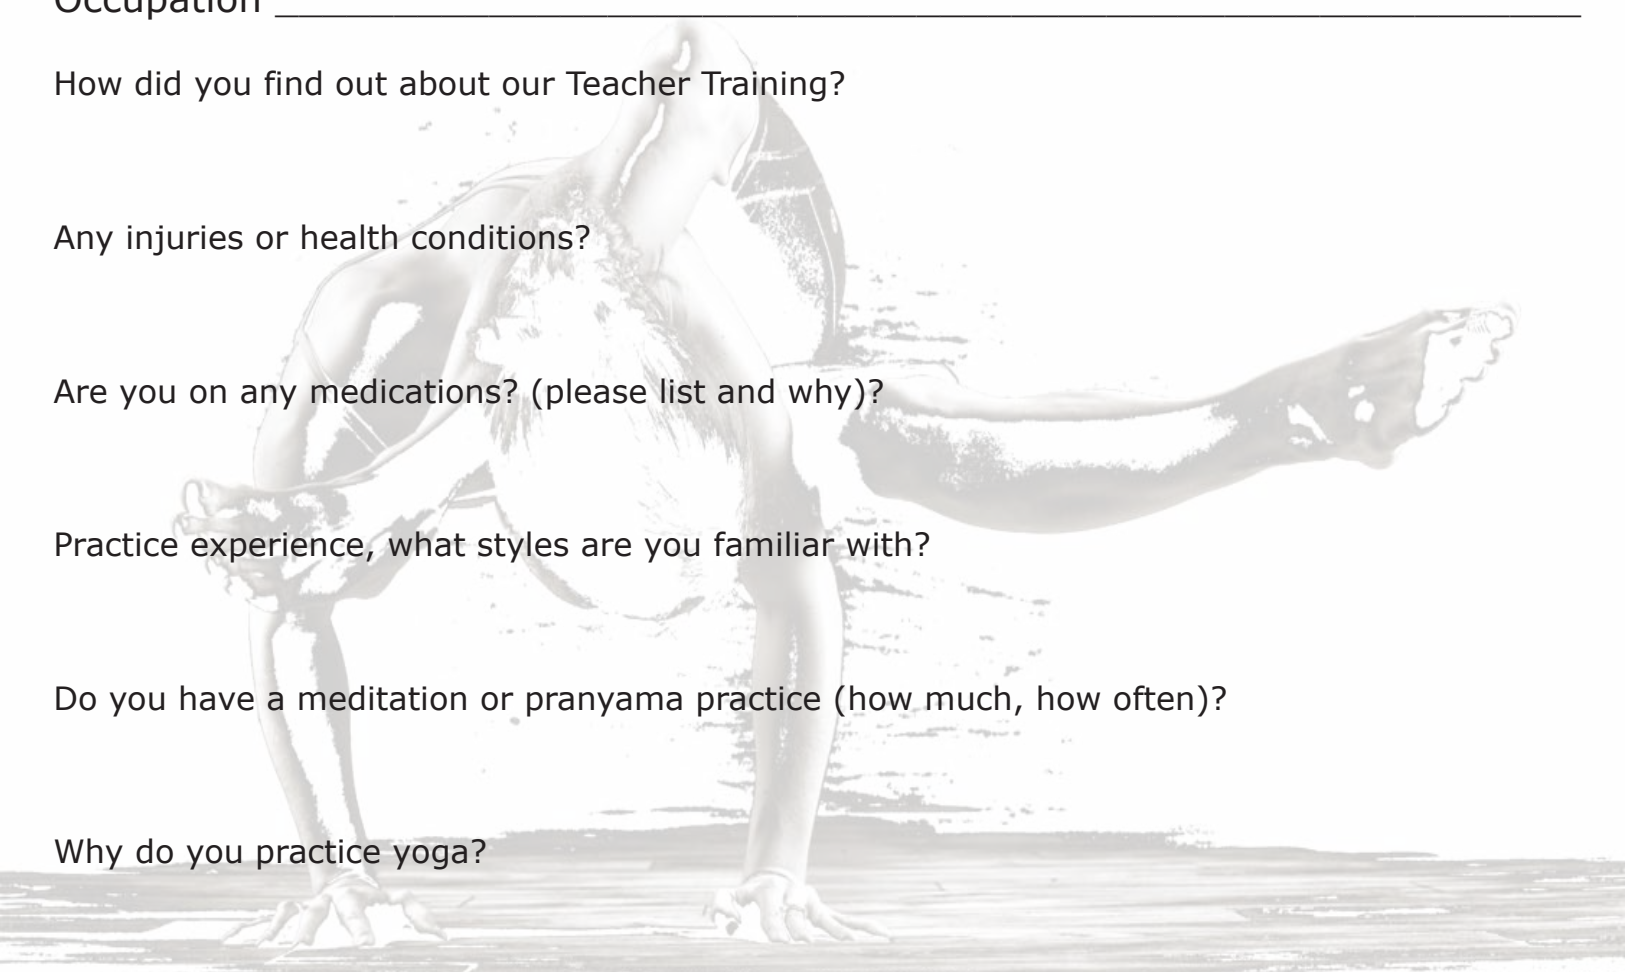 Occupation
How did you find out about our Teacher Training?
Any injuries or health conditions?
Are you on any medications? (please list and why)?
Practice experience, what styles are you familiar with?
Do you have a meditation or pranyama practice (how much, how often)?
Why do you practice yoga?